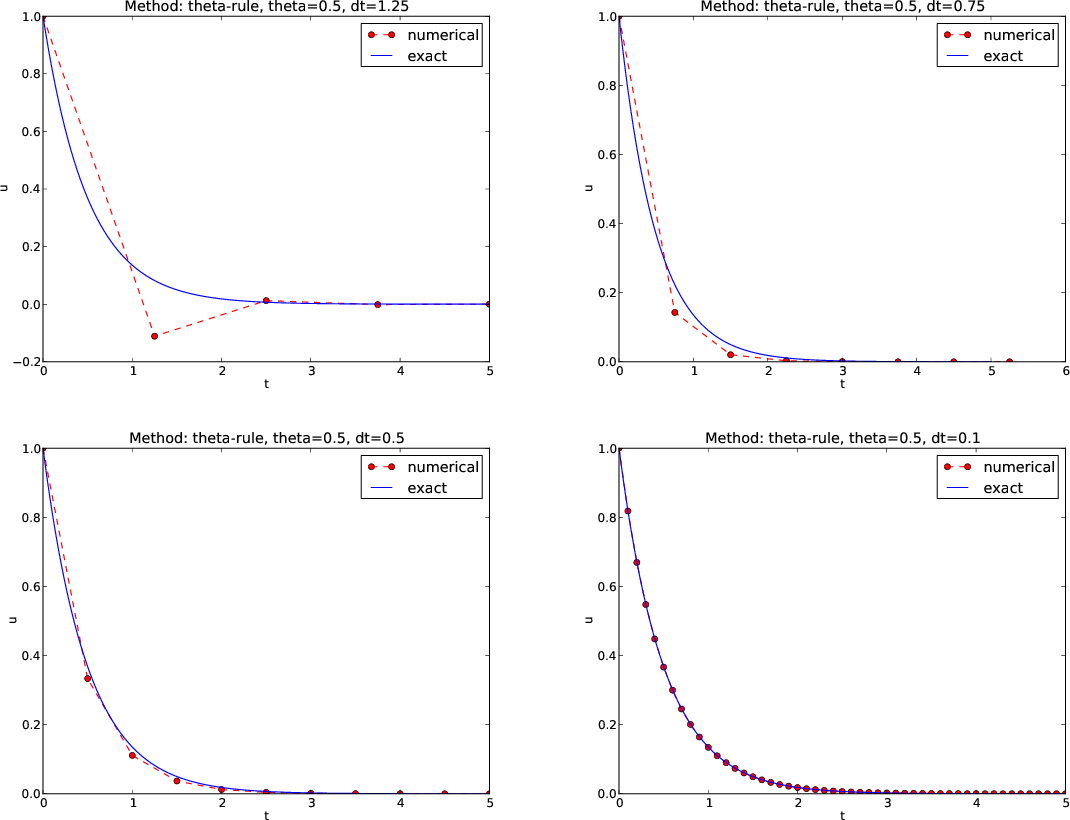 Method: theta-rule, theta=0.5, dt=1.25
1.0
0.8
0.6
0.4
0.2
0.0
−0.2
u
0 1 2 3 4 5
t
numerical
exact
Method: theta-rule, theta=0.5, dt=0.75
1.0
0.8
0.6
0.4
0.2
0.0
u
0 1 2 3 4 5 6
t
numerical
exact
Method: theta-rule, theta=0.5, dt=0.5
1.0
0.8
0.6
0.4
0.2
0.0
u
0 1 2 3 4 5
t
numerical
exact
Method: theta-rule, theta=0.5, dt=0.1
1.0
0.8
0.6
0.4
0.2
0.0
u
0 1 2 3 4 5
t
numerical
exact